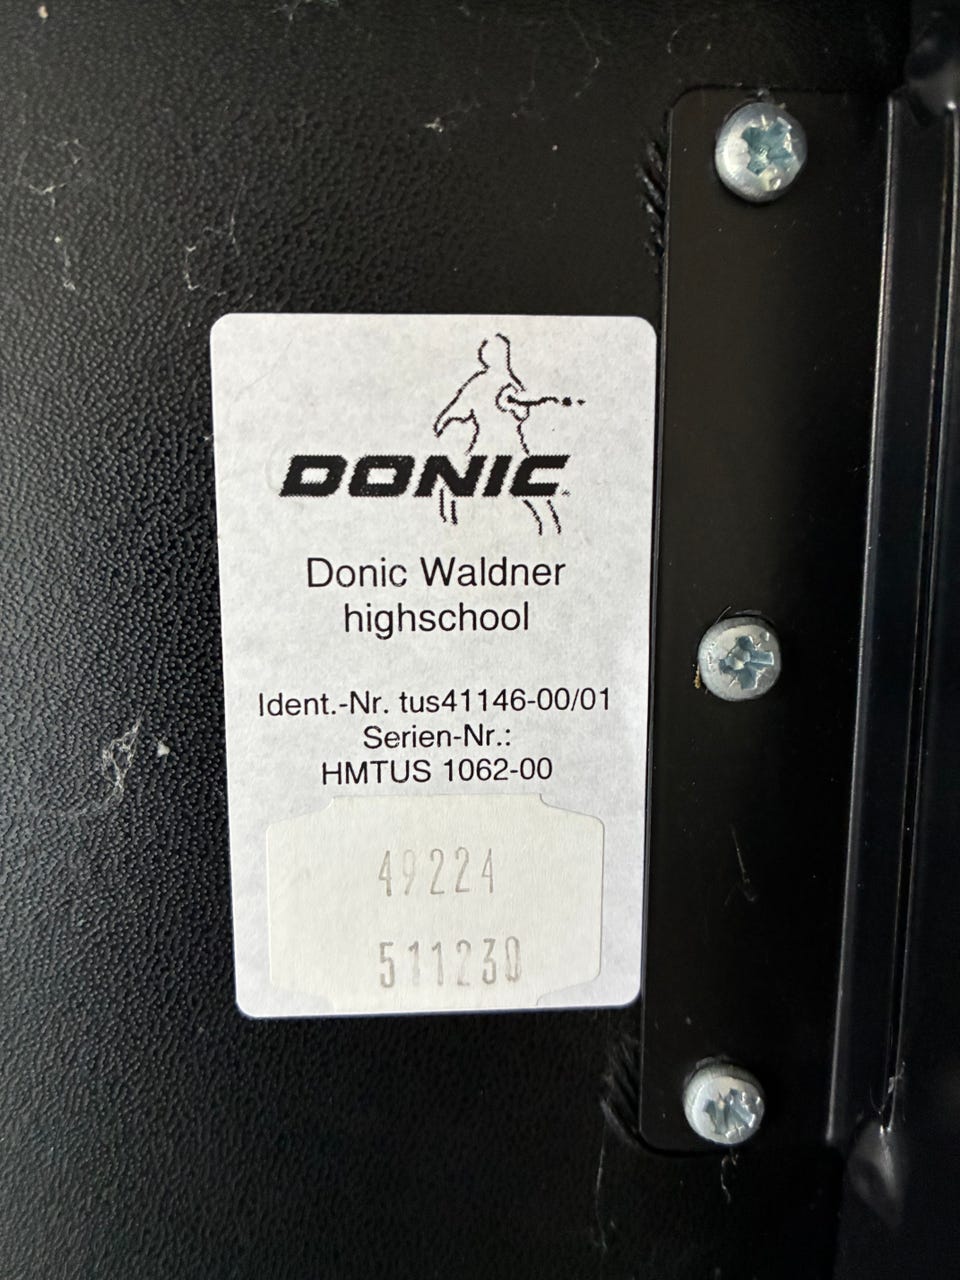 DONIC
Donic Waldner
highschool
Ident.-Nr. tus41146-00/01
Serien-Nr.:
HMTUS 1062-00
49224
511230